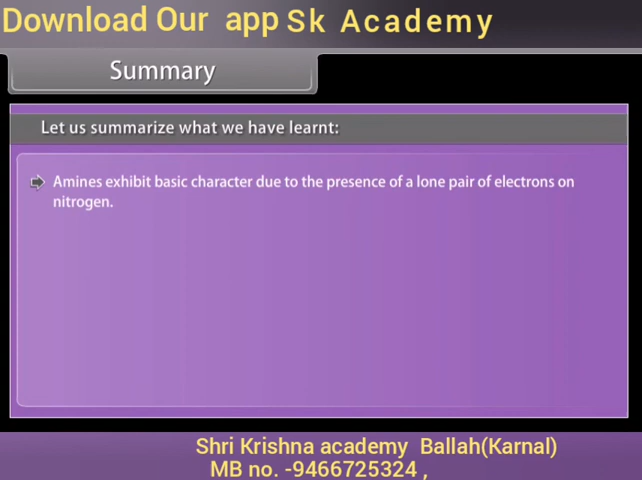 Download Our app Sk Academy
Summary
Let us summarize what we have learnt:
Amines exhibit basic character due to the presence of a lone pair of electrons on
nitrogen.
Shri Krishna academy Ballah(Karnal)
MB no. -9466725324 ,